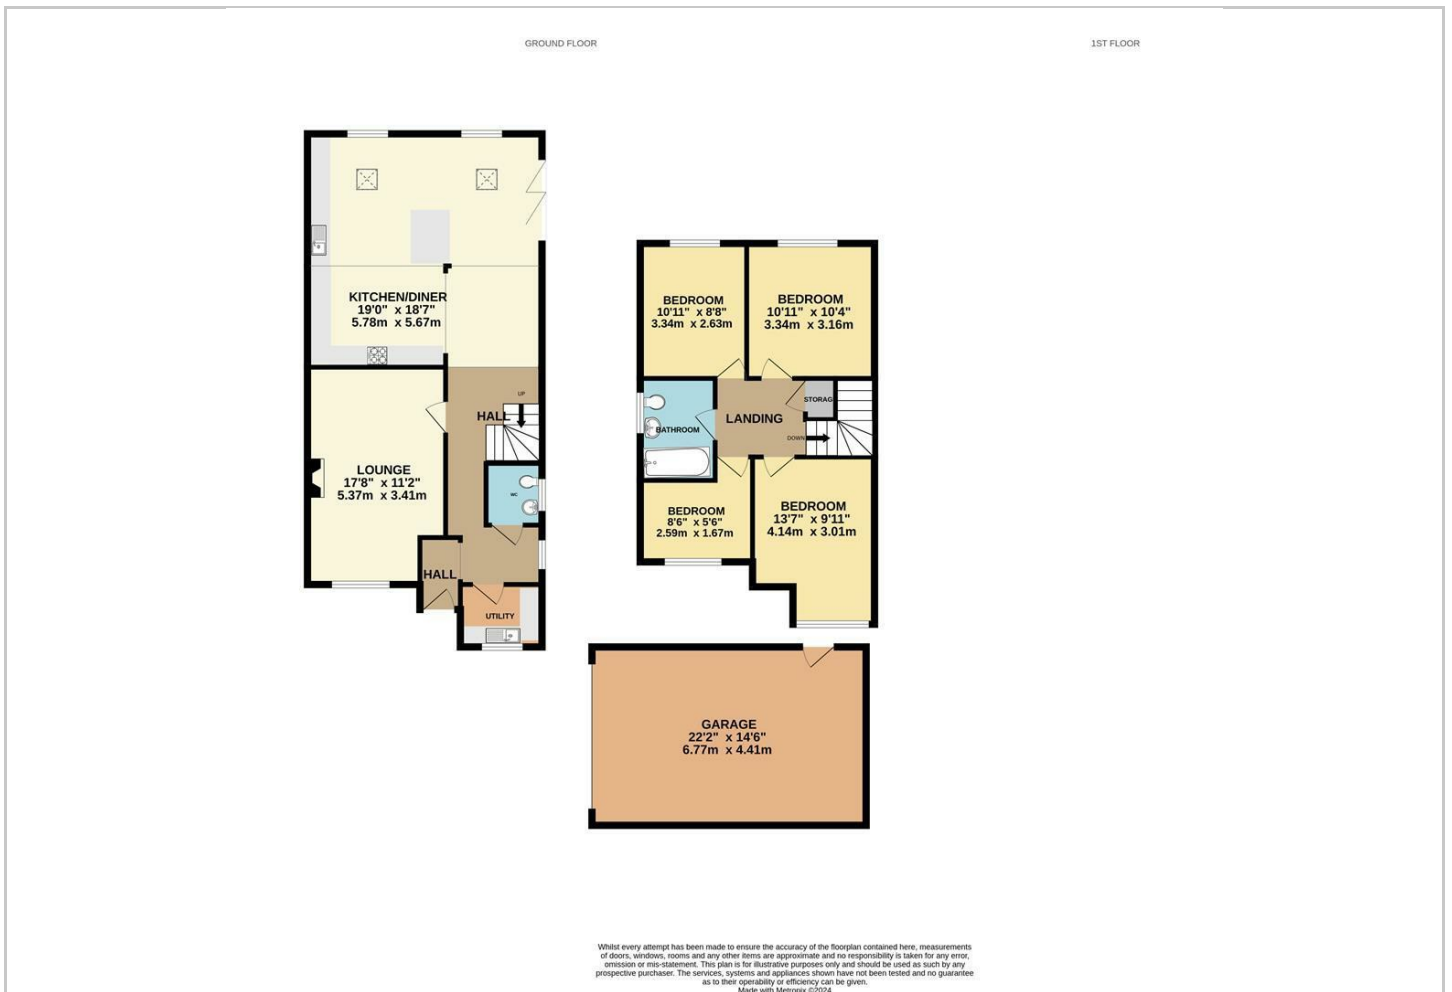 GROUND FLOOR
1ST FLOOR
KITCHEN/DINER
19'0" x 18'7"
5.78m x 5.67m
UP
HALL
LOUNGE
17'8" x 11'2"
5.37m x 3.41m
WC
HALL
UTILITY
BEDROOM
10'11" x 8'8"
3.34m x 2.63m
BEDROOM
10'11" x 10'4"
3.34m x 3.16m
STORAG
LANDING
BATHROOM
DOWN
BEDROOM
8'6" x 5'6"
2.59m x 1.67m
BEDROOM
13'7" x 9'11"
4.14m x 3.01m
GARAGE
22'2" x 14'6"
6.77m x 4.41m
Whilst every attempt has been made to ensure the accuracy of the floorplan contained here, measurements
of doors, windows, rooms and any other items are approximate and no responsibility is taken for any error,
omission or mis-statement. This plan is for illustrative purposes only and should be used as such by any
prospective purchaser. The services, systems and appliances shown have not been tested and no guarantee
as to their operability or efficiency can be given.
Made with Metropix ©2024